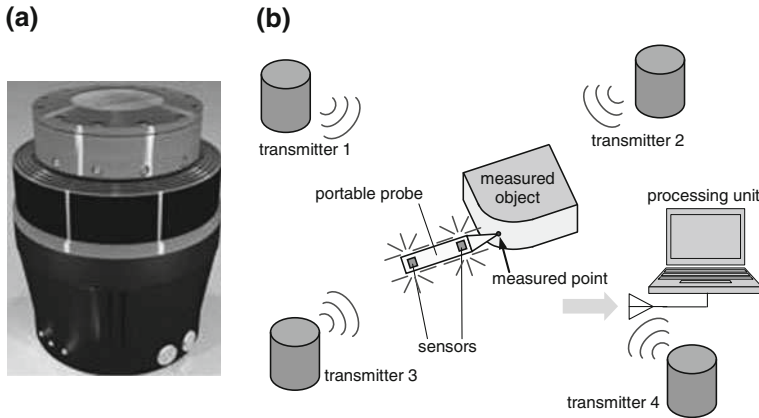 (a)
(b)
transmitter 1
transmitter 2
portable probe
measured
object
processing unit
measured point
sensors
transmitter 3
transmitter 4